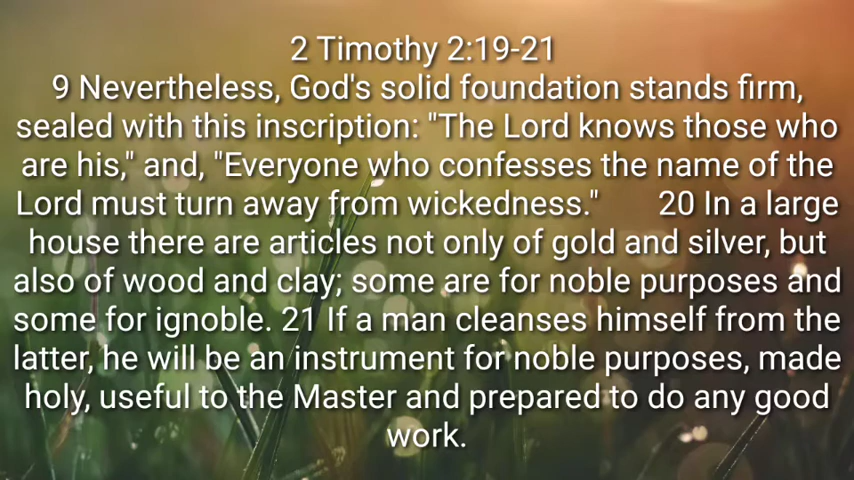 2 Timothy 2:19-21
9 Nevertheless, God's solid foundation stands firm,
sealed with this inscription: "The Lord knows those who
are his," and, "Everyone who confesses the name of the
Lord must turn away from wickedness." 20 In a large
house there are articles not only of gold and silver, but
also of wood and clay; some are for noble purposes and
some for ignoble. 21 If a man cleanses himself from the
latter, he will be an instrument for noble purposes, made
holy, useful to the Master and prepared to do any good
work.